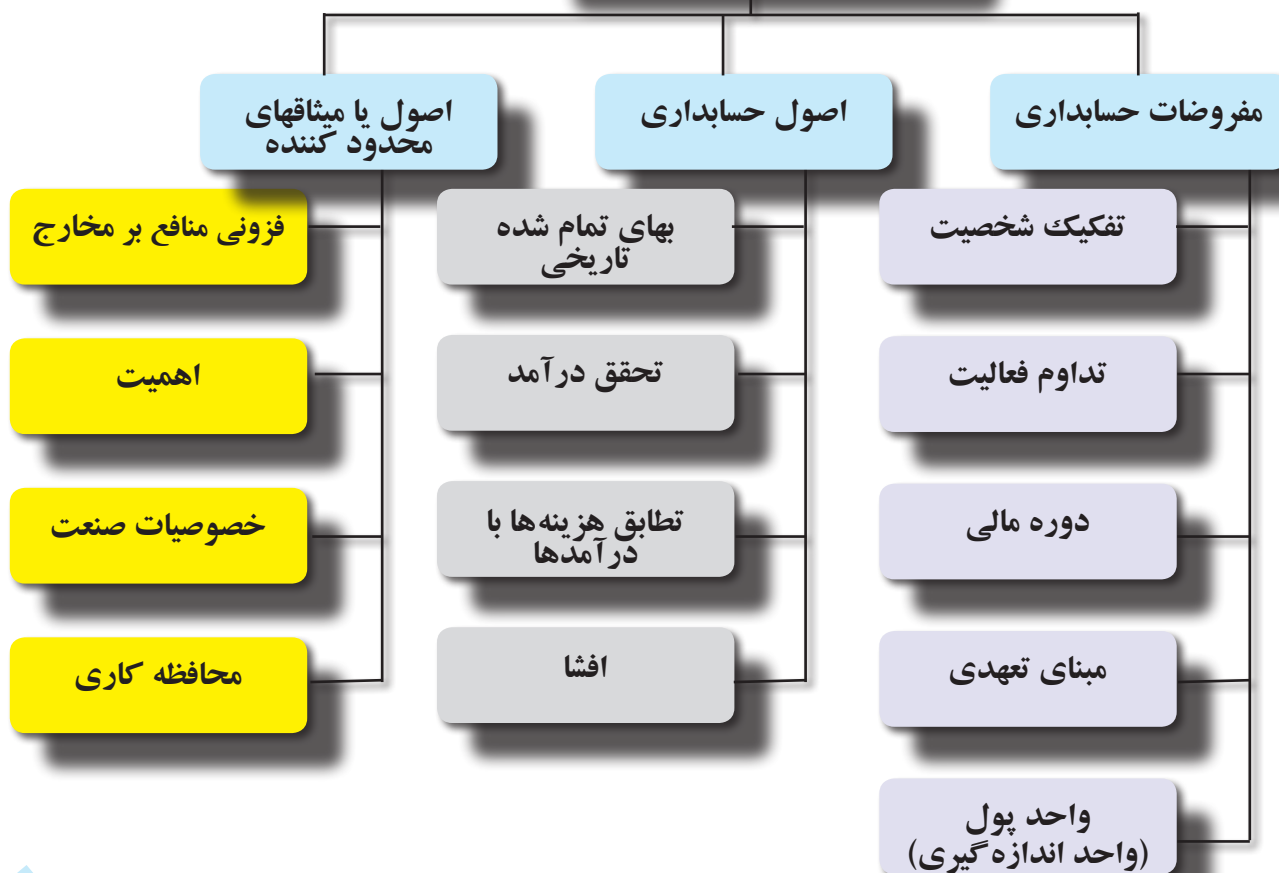 مفروضات حسابداری
اصول حسابداری
اصول یا میثاقهای
محدود کننده
تفکیک شخصیت
بهای تمام شده
تاریخی
فزونی منافع بر مخارج
تداوم فعالیت
تحقق درآمد
اهمیت
دوره مالی
تطابق هزینه‌ها با
درآمدها
خصوصیات صنعت
مبنای تعهدی
افشا
محافظه کاری
واحد پول
(واحد اندازه‌گیری)